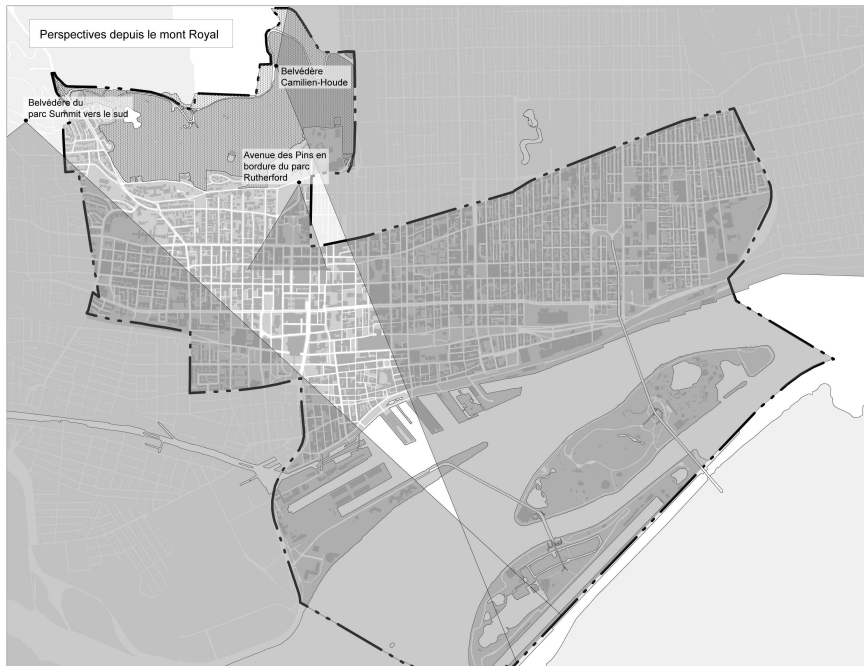 Perspectives depuis le mont Royal
Belvédère
Camilien-Houde
Belvédère du
parc Summit vers le sud
Avenue des Pins en
bordure du parc
Rutherford